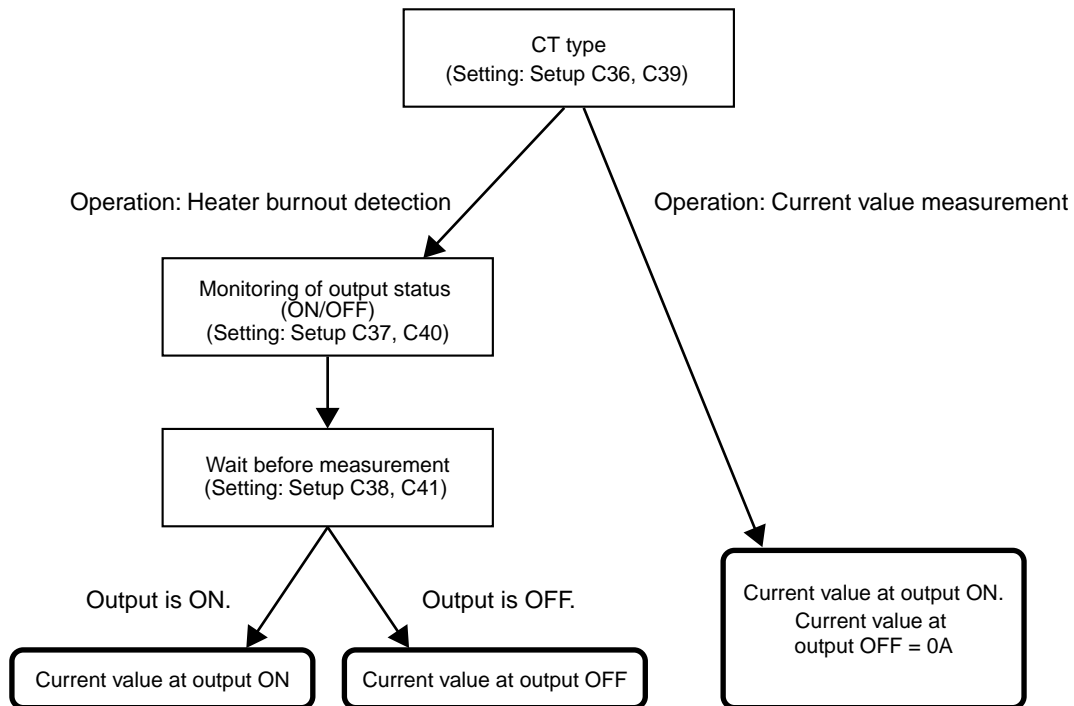 CT type
(Setting: Setup C36, C39)
Operation: Heater burnout detection
Operation: Current value measurement
Monitoring of output status
(ON/OFF)
(Setting: Setup C37, C40)
Wait before measurement
(Setting: Setup C38, C41)
Output is ON.
Output is OFF.
Current value at output ON
Current value at output OFF
Current value at output ON.
Current value at
output OFF = 0A